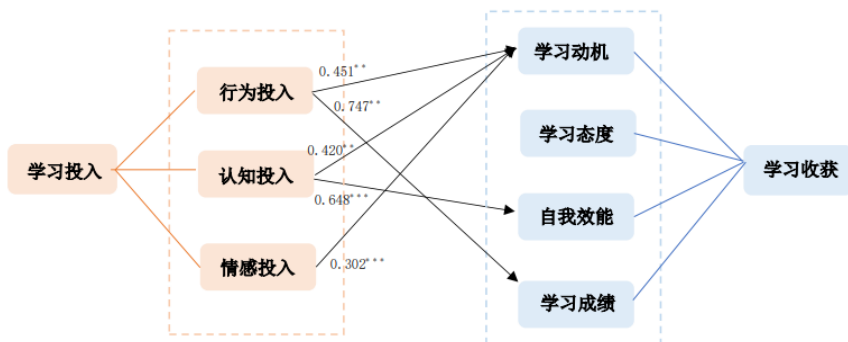 学习投入
行为投入
认知投入
情感投入
0.451**
0.747**
0.420**
0.648***
0.302***
学习动机
学习态度
自我效能
学习成绩
学习收获